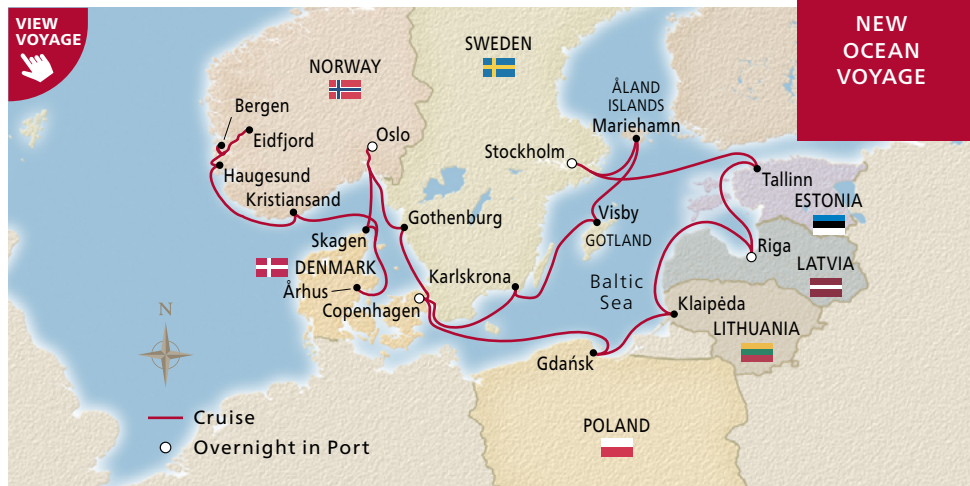 VIEW
VOYAGE
NEW
OCEAN
VOYAGE
SWEDEN
NORWAY
ÅLAND
ISLANDS
Mariehamn
Bergen
Eidfjord
Oslo
Stockholm
Haugesund
Tallinn
Kristiansand
ESTONIA
Gothenburg
Visby
GOTLAND
Skagen
Riga
DENMARK
LATVIA
Århus
Karlskrona
Baltic
Sea
Copenhagen
Klaipėda
N
LITHUANIA
Gdańsk
Cruise
POLAND
Overnight in Port